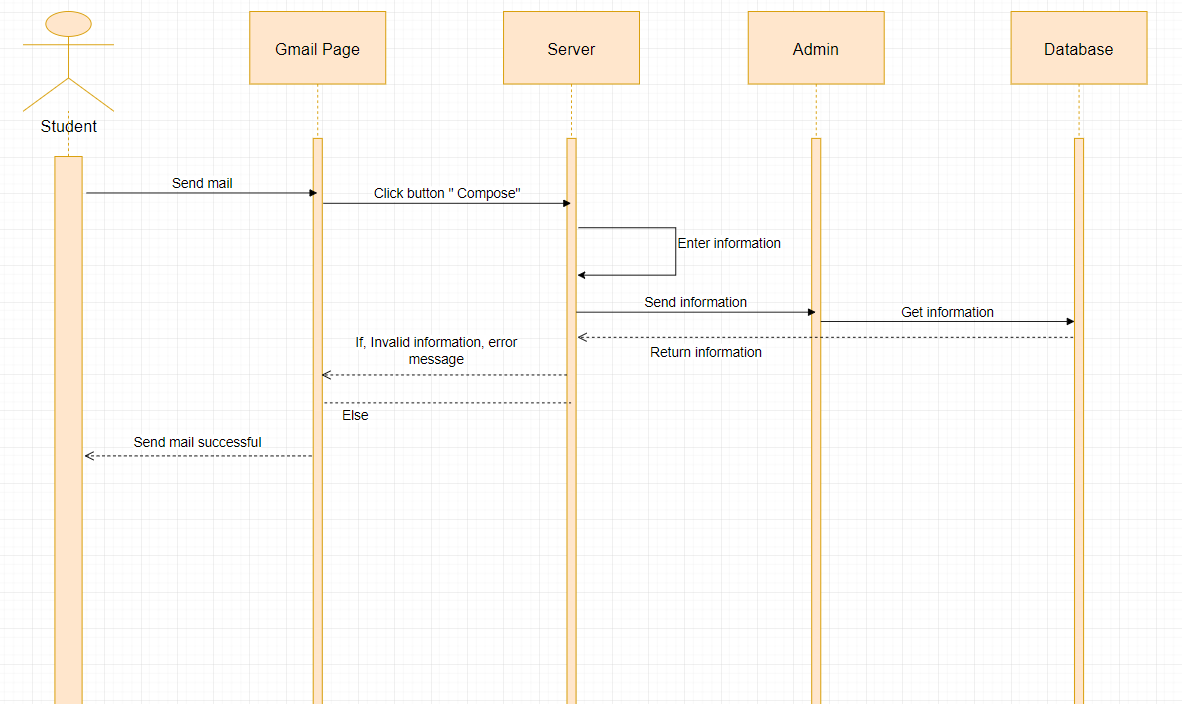 Gmail Page
Server
Admin
Database
Student
Send mail
Click button " Compose"
Enter information
Send information
Get information
If, Invalid information, error
message
Return information
Else
Send mail successful